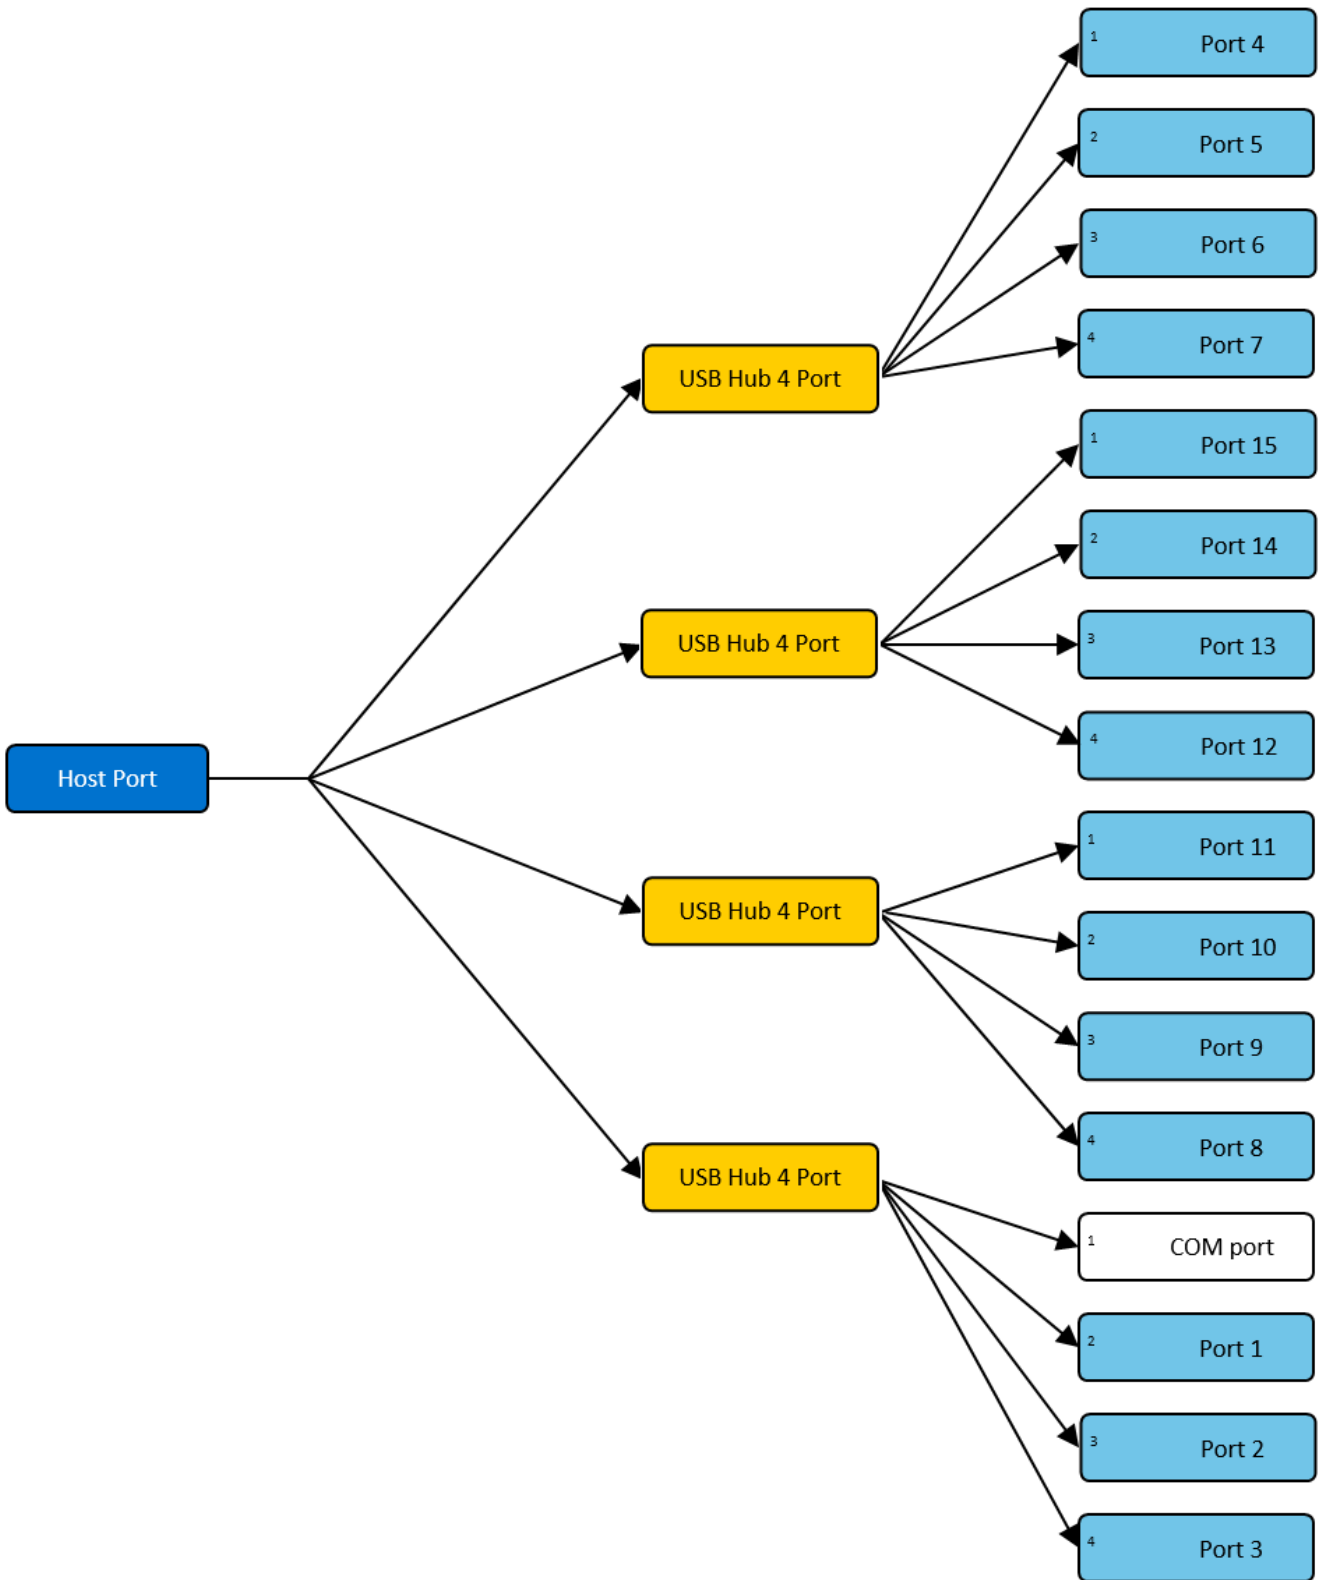 1 Port 4
2 Port 5
3 Port 6
4 Port 7
USB Hub 4 Port
1 Port 15
2 Port 14
3 Port 13
4 Port 12
USB Hub 4 Port
Host Port
1 Port 11
2 Port 10
3 Port 9
4 Port 8
USB Hub 4 Port
1 COM port
2 Port 1
3 Port 2
4 Port 3
USB Hub 4 Port